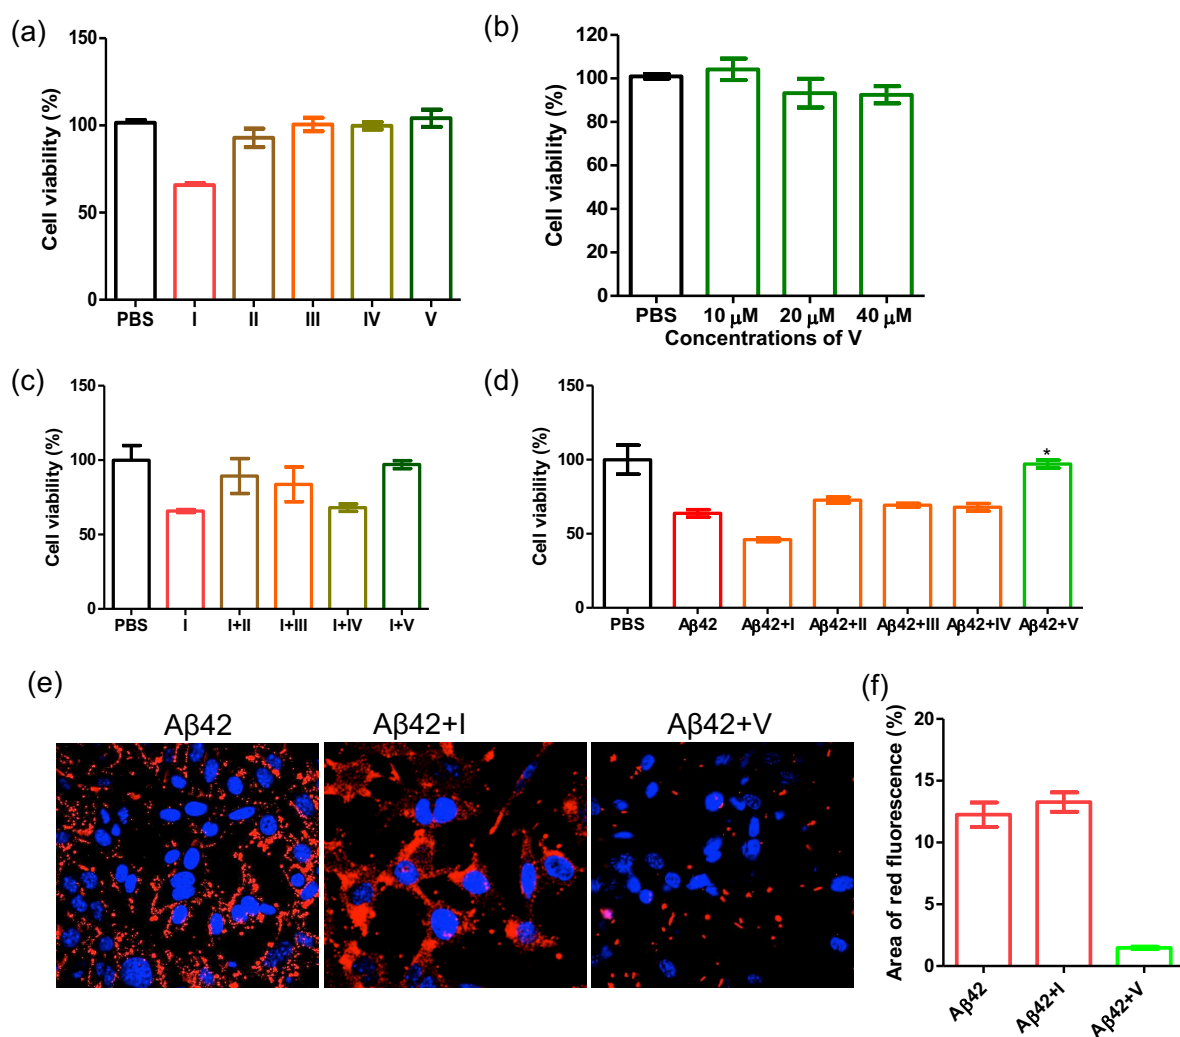 (a)
Cell viability (%)
150
100
50
0
PBS I II III IV V
(b)
Cell viability (%)
120
100
80
60
40
20
0
PBS 10 μM 20 μM 40 μM
Concentrations of V
(c)
Cell viability (%)
150
100
50
0
PBS I I+II I+III I+IV I+V
(d)
Cell viability (%)
150
100
50
0
*
PBS Aβ42 Aβ42+I Aβ42+II Aβ42+III Aβ42+IV Aβ42+V
(e)
Aβ42 Aβ42+I Aβ42+V
(f)
Area of red fluorescence (%)
20
15
10
5
0
Aβ42
Aβ42+I
Aβ42+V